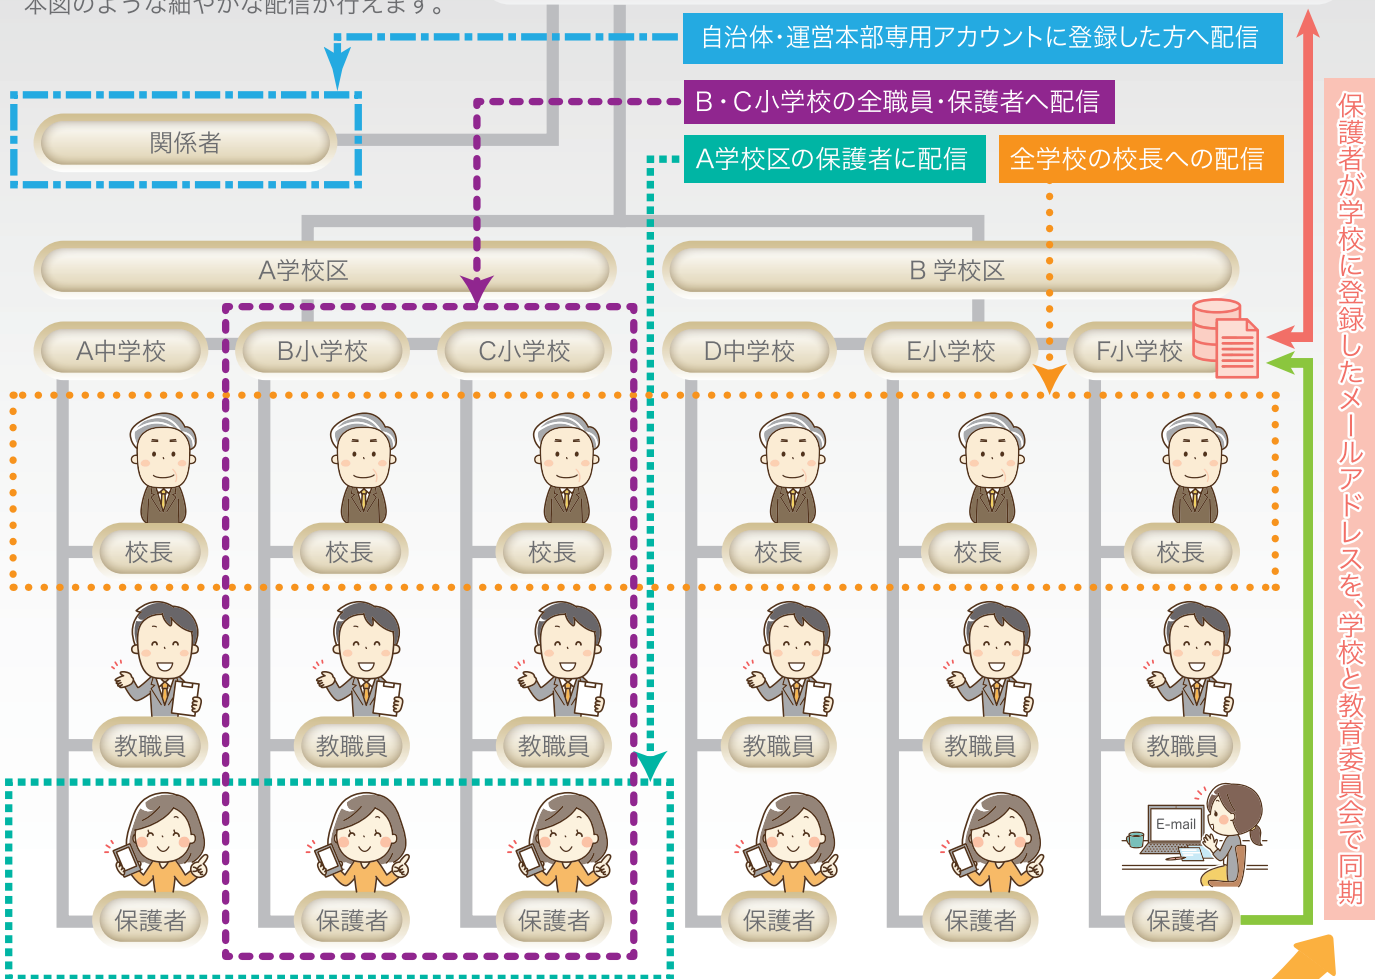 本図のような細やかな配信が行えます。
自治体・運営本部専用アカウントに登録した方へ配信
B・C小学校の全職員・保護者へ配信
関係者
A学校区の保護者に配信
全学校の校長への配信
A学校区
B 学校区
A中学校
B小学校
C小学校
D中学校
E小学校
F小学校
校長
校長
校長
校長
校長
校長
教職員
教職員
教職員
教職員
教職員
教職員
E-mail
保護者
保護者
保護者
保護者
保護者
保護者
保護者が学校に登録したメールアドレスを、学校と教育委員会で同期